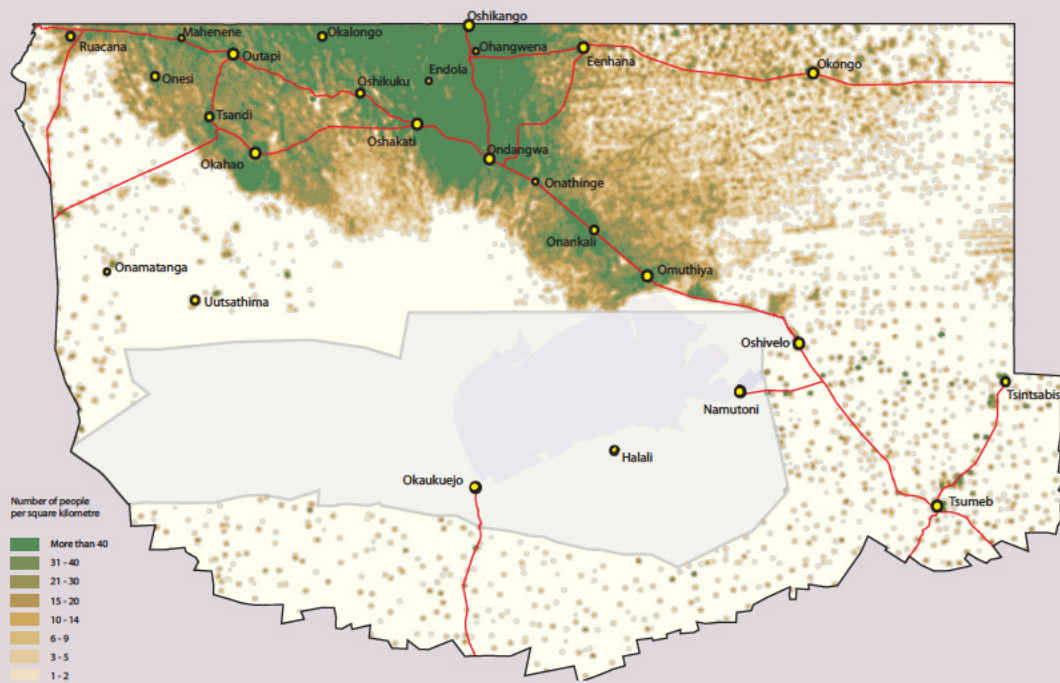 Oshikango
Ruacana
Mahenene
Okalongo
Outapi
Ohangwena
Eenhana
Okongo
Onesi
Oshikuku
Endola
Tsandi
Oshakati
Okahao
Ondangwa
Onathinge
Onankali
Onamatanga
Omuthiya
Uutsathima
Oshivelo
Tsintsabis
Namutoni
Halali
Okaukuejo
Tsumeb
Number of people
per square kilometre
More than 40
31 - 40
21 - 30
15 - 20
10 - 14
6 - 9
3 - 5
1 - 2